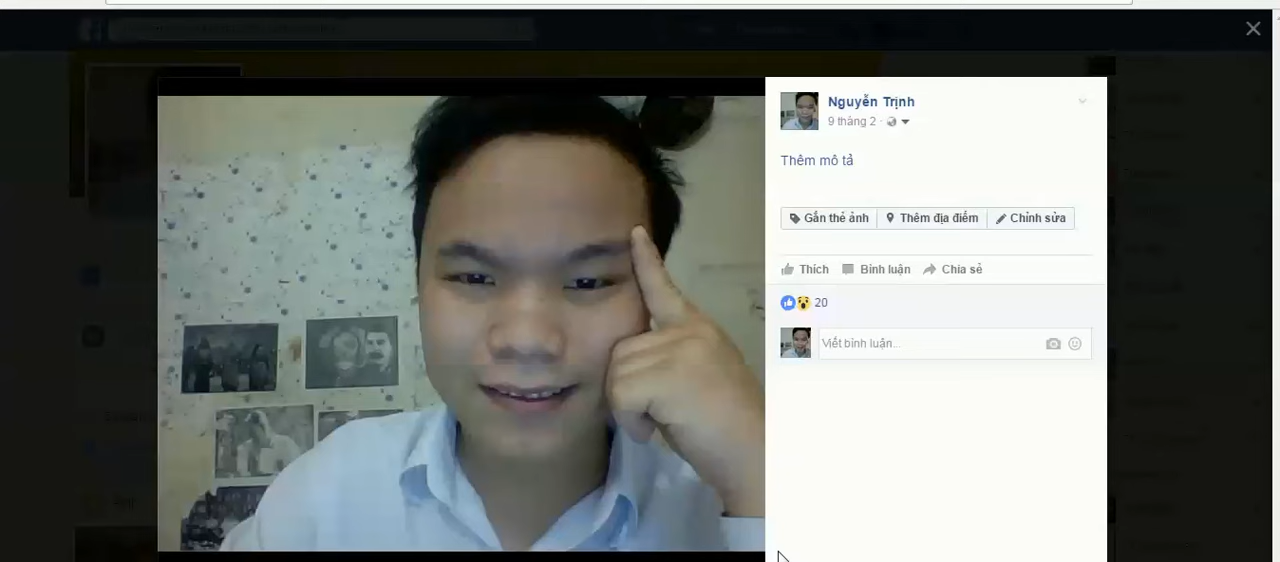 Nguyễn Trịnh
9 tháng 2
Thêm mô tả
Gắn thẻ ảnh
Thêm địa điểm
Chỉnh sửa
Thích
Bình luận
Chia sẻ
20
Viết bình luận...